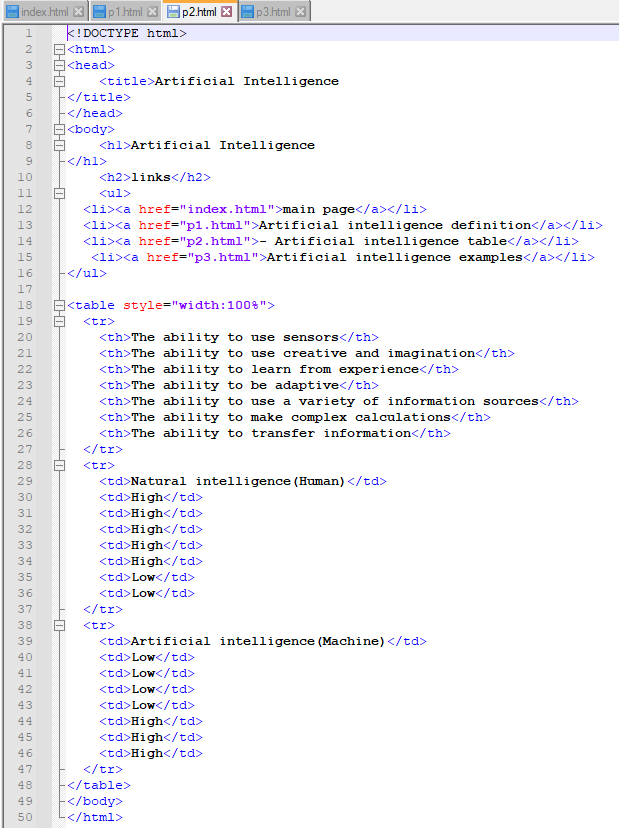 index.html p1.html p2.html p3.html
1 <!DOCTYPE html>
2 <html>
3 <head>
4     <title>Artificial Intelligence
5 </title>
6 </head>
7 <body>
8     <h1>Artificial Intelligence
9 </h1>
10     <h2>links</h2>
11     <ul>
12   <li><a href="index.html">main page</a></li>
13   <li><a href="p1.html">Artificial intelligence definition</a></li>
14   <li><a href="p2.html">- Artificial intelligence table</a></li>
15    <li><a href="p3.html">Artificial intelligence examples</a></li>
16 </ul>
17
18 <table style="width:100%">
19   <tr>
20     <th>The ability to use sensors</th>
21     <th>The ability to use creative and imagination</th>
22     <th>The ability to learn from experience</th>
23     <th>The ability to be adaptive</th>
24     <th>The ability to use a variety of information sources</th>
25     <th>The ability to make complex calculations</th>
26     <th>The ability to transfer information</th>
27   </tr>
28   <tr>
29     <td>Natural intelligence(Human)</td>
30     <td>High</td>
31     <td>High</td>
32     <td>High</td>
33     <td>High</td>
34     <td>High</td>
35     <td>Low</td>
36     <td>Low</td>
37   </tr>
38   <tr>
39     <td>Artificial intelligence(Machine)</td>
40     <td>Low</td>
41     <td>Low</td>
42     <td>Low</td>
43     <td>Low</td>
44     <td>High</td>
45     <td>High</td>
46     <td>High</td>
47   </tr>
48 </table>
49 </body>
50 </html>